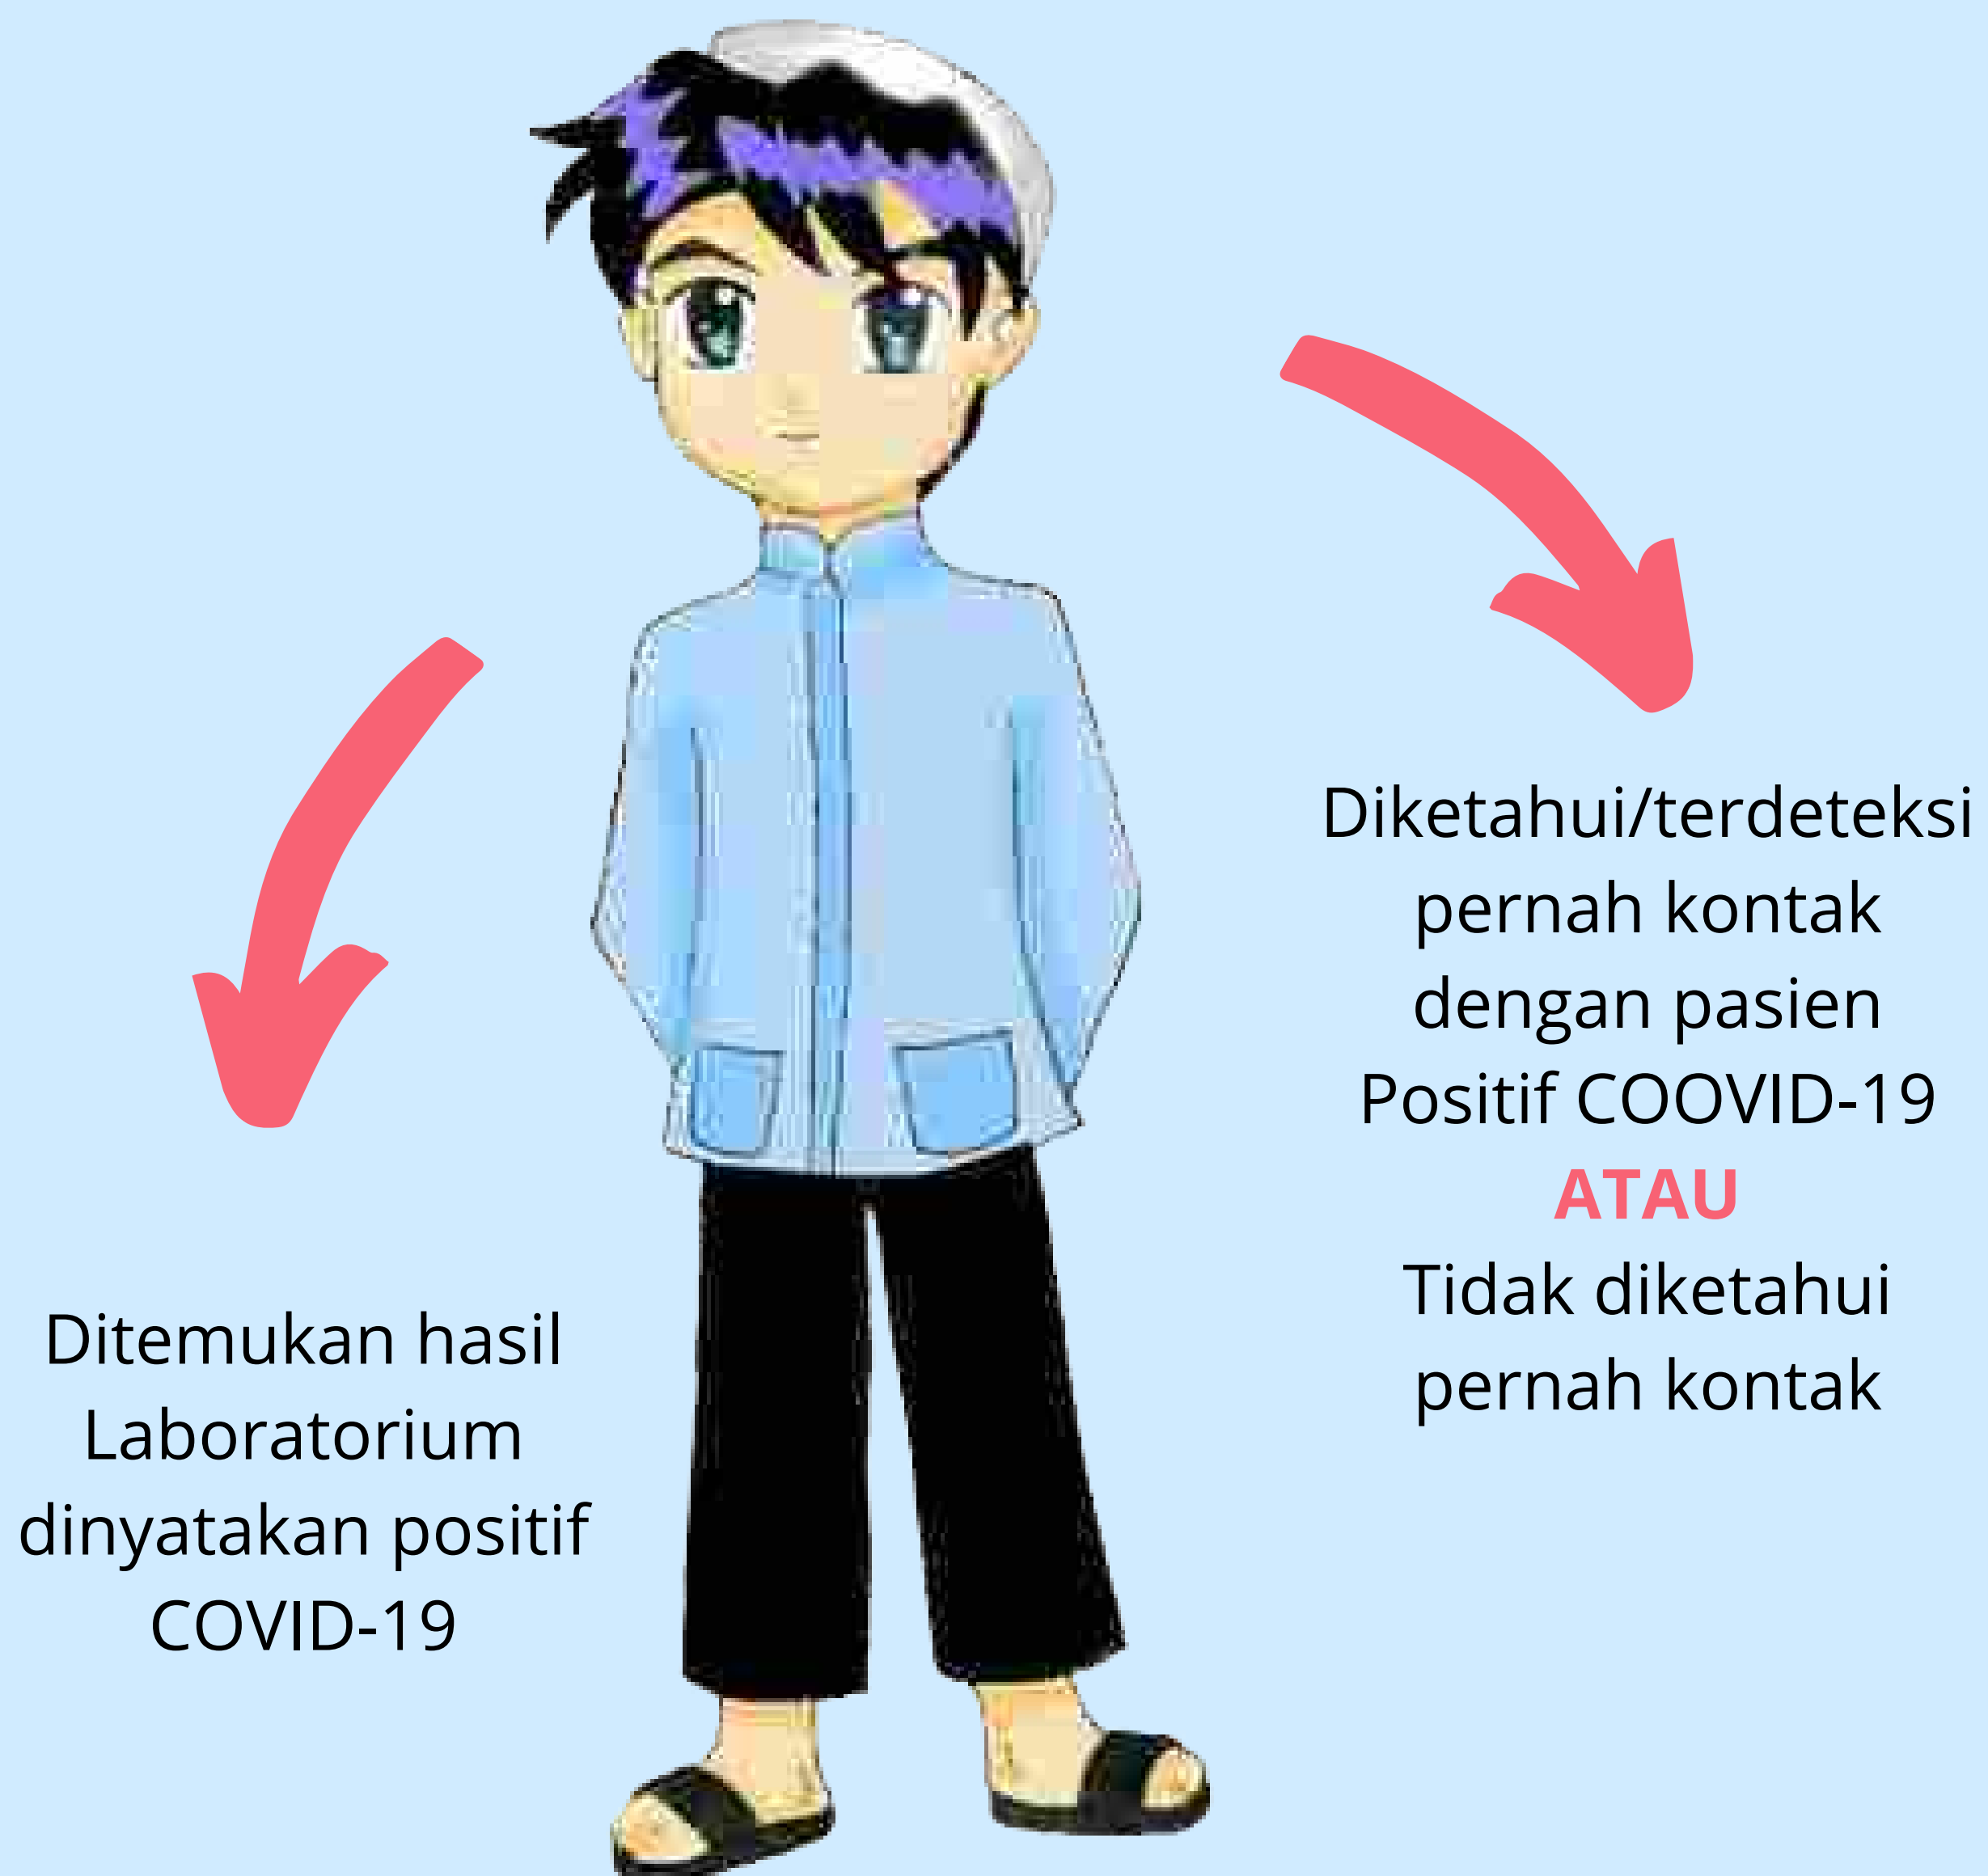 Ditemukan hasil
Laboratorium
dinyatakan positif
COVID-19
Diketahui/terdeteksi
pernah kontak
dengan pasien
Positif COOVID-19
ATAU
Tidak diketahui
pernah kontak